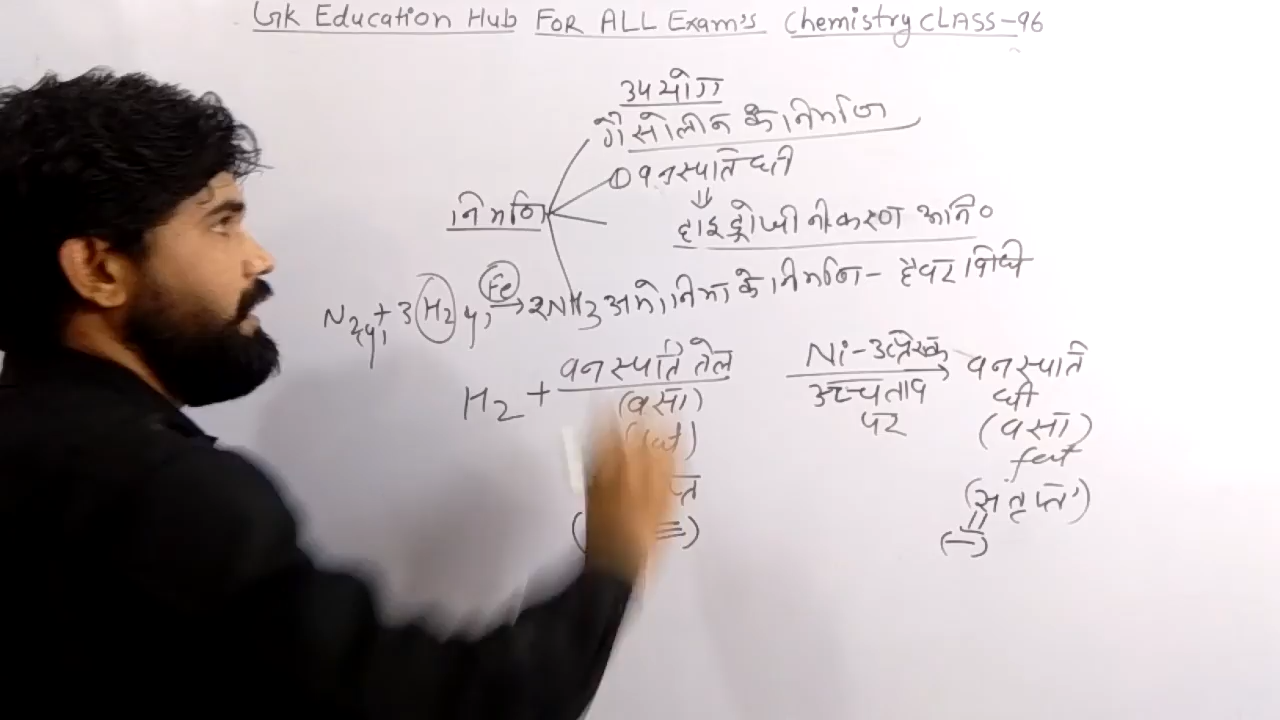 GK Education Hub FOR ALL Exam's Chemistry CLASS-96
उपयोग
गैसोलीन के निर्माण
① वनस्पति घी
⇓
निर्माण
हाइड्रोजनीकरण अभि०
अमोनिया के निर्माण - हैबर विधि
N2(g) + 3H2(g) Fe → 2NH3
H2 + वनस्पति तेल Ni-उत्प्रेरक → वनस्पति
(वसा) उच्चताप घी
पर (वसा)
fat
(संतृप्त)
(—)